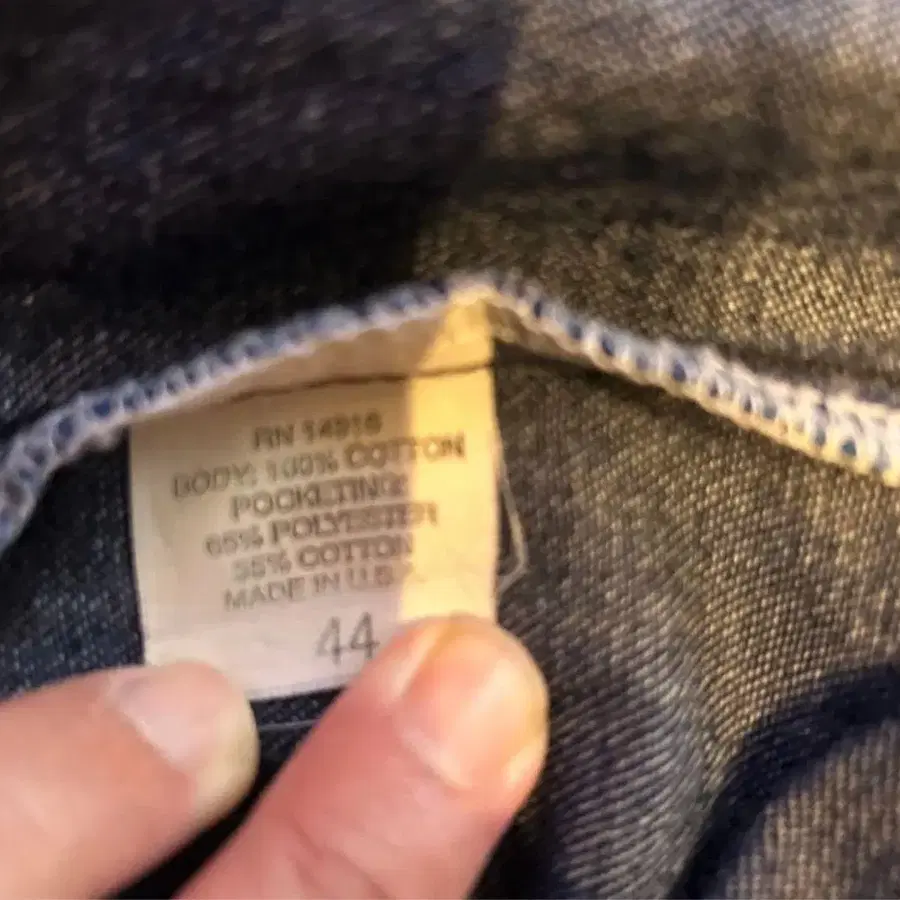 RN 14916
BODY: 100% COTTON
POCKETING:
65% POLYESTER
35% COTTON
MADE IN U.S.A
44